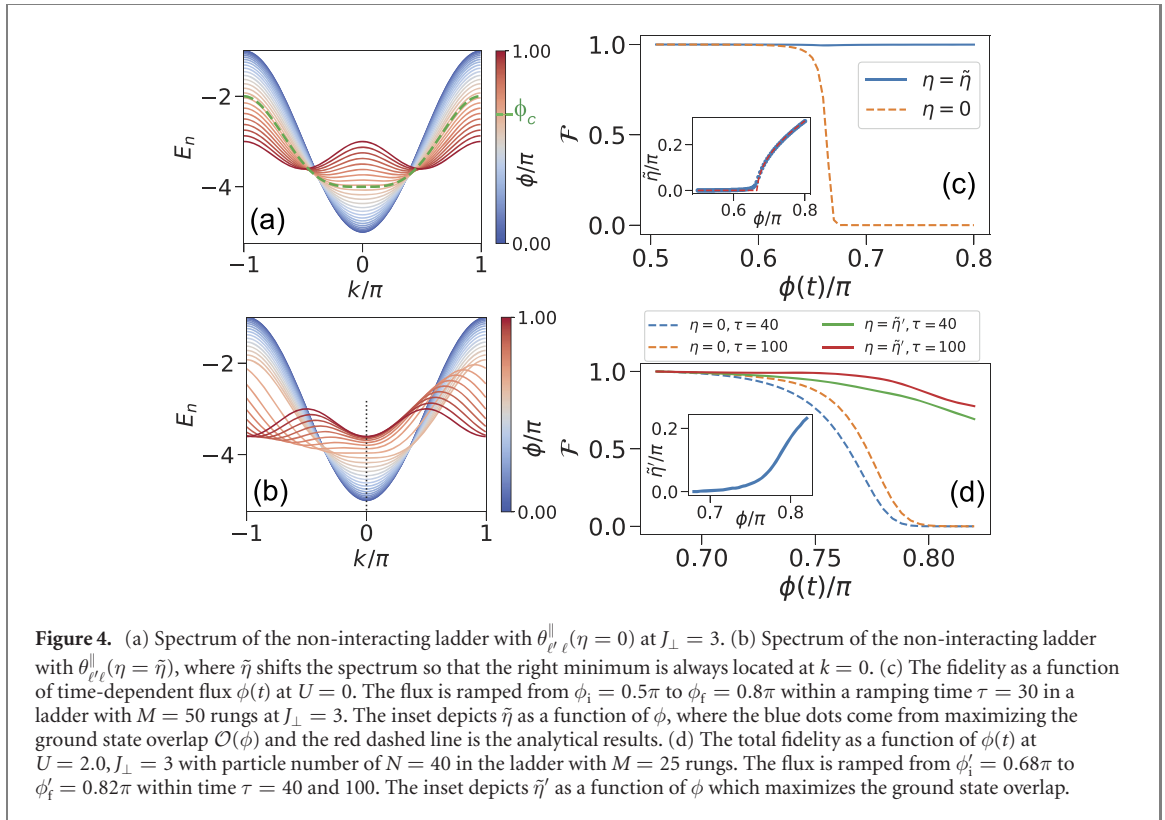 1.00
ϕc
ϕ/π
0.00
−2
−4
En
(a)
−1
0
1
k/π
1.0
0.5
0.0
F
η = η̃
η = 0
0.2
0.0
η̃/π
0.6
0.8
ϕ/π
(c)
0.5
0.6
0.7
0.8
ϕ(t)/π
1.00
ϕ/π
0.00
−2
−4
En
(b)
−1
0
1
k/π
η = 0, τ = 40
η = 0, τ = 100
η = η̃′, τ = 40
η = η̃′, τ = 100
1.0
0.5
0.0
F
0.2
0.0
η̃′/π
0.7
0.8
ϕ/π
(d)
0.70
0.75
0.80
ϕ(t)/π
Figure 4. (a) Spectrum of the non-interacting ladder with θ∥ℓ′ℓ(η = 0) at J⊥ = 3. (b) Spectrum of the non-interacting ladder
with θ∥ℓ′ℓ(η = η̃), where η̃ shifts the spectrum so that the right minimum is always located at k = 0. (c) The fidelity as a function
of time-dependent flux ϕ(t) at U = 0. The flux is ramped from ϕi = 0.5π to ϕf = 0.8π within a ramping time τ = 30 in a
ladder with M = 50 rungs at J⊥ = 3. The inset depicts η̃ as a function of ϕ, where the blue dots come from maximizing the
ground state overlap O(ϕ) and the red dashed line is the analytical results. (d) The total fidelity as a function of ϕ(t) at
U = 2.0, J⊥ = 3 with particle number of N = 40 in the ladder with M = 25 rungs. The flux is ramped from ϕ′i = 0.68π to
ϕ′f = 0.82π within time τ = 40 and 100. The inset depicts η̃′ as a function of ϕ which maximizes the ground state overlap.